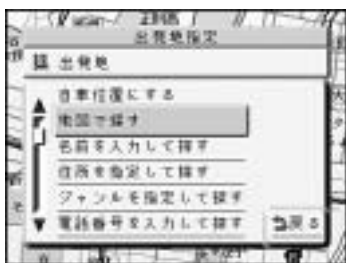 出発地指定
出発地
自車位置にする
地図で探す
名前を入力して探す
住所を指定して探す
ジャンルを指定して探す
電話番号を入力して探す
戻る